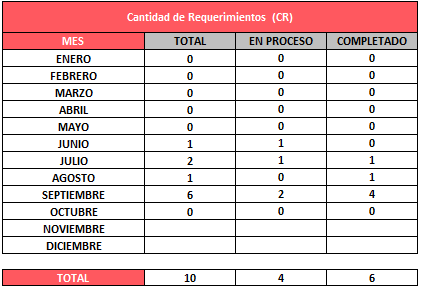 Cantidad de Requerimientos (CR)
MES TOTAL EN PROCESO COMPLETADO
ENERO 0 0 0
FEBRERO 0 0 0
MARZO 0 0 0
ABRIL 0 0 0
MAYO 0 0 0
JUNIO 1 1 0
JULIO 2 1 1
AGOSTO 1 0 1
SEPTIEMBRE 6 2 4
OCTUBRE 0 0 0
NOVIEMBRE
DICIEMBRE
TOTAL 10 4 6